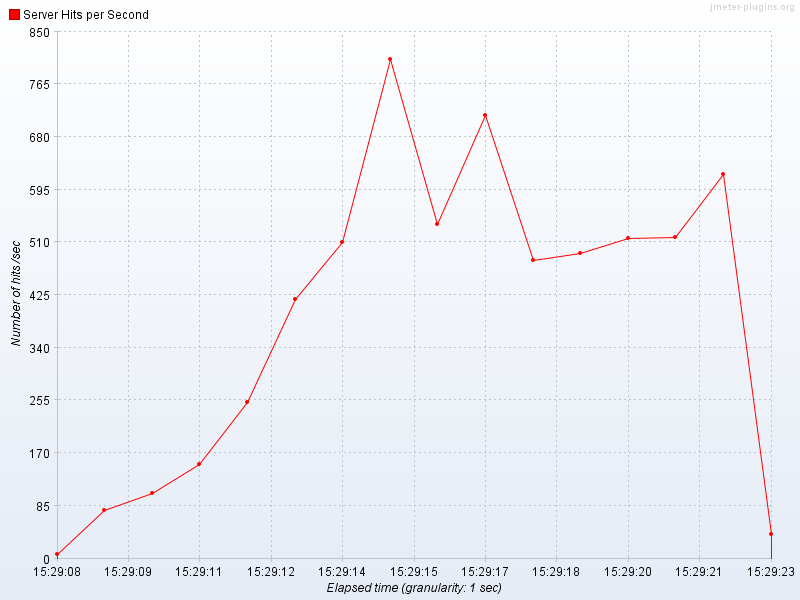 jmeter-plugins.org
Server Hits per Second
850
765
680
595
510
425
340
255
170
85
0
Number of hits /sec
15:29:08 15:29:09 15:29:11 15:29:12 15:29:14 15:29:15 15:29:17 15:29:18 15:29:20 15:29:21 15:29:23
Elapsed time (granularity: 1 sec)